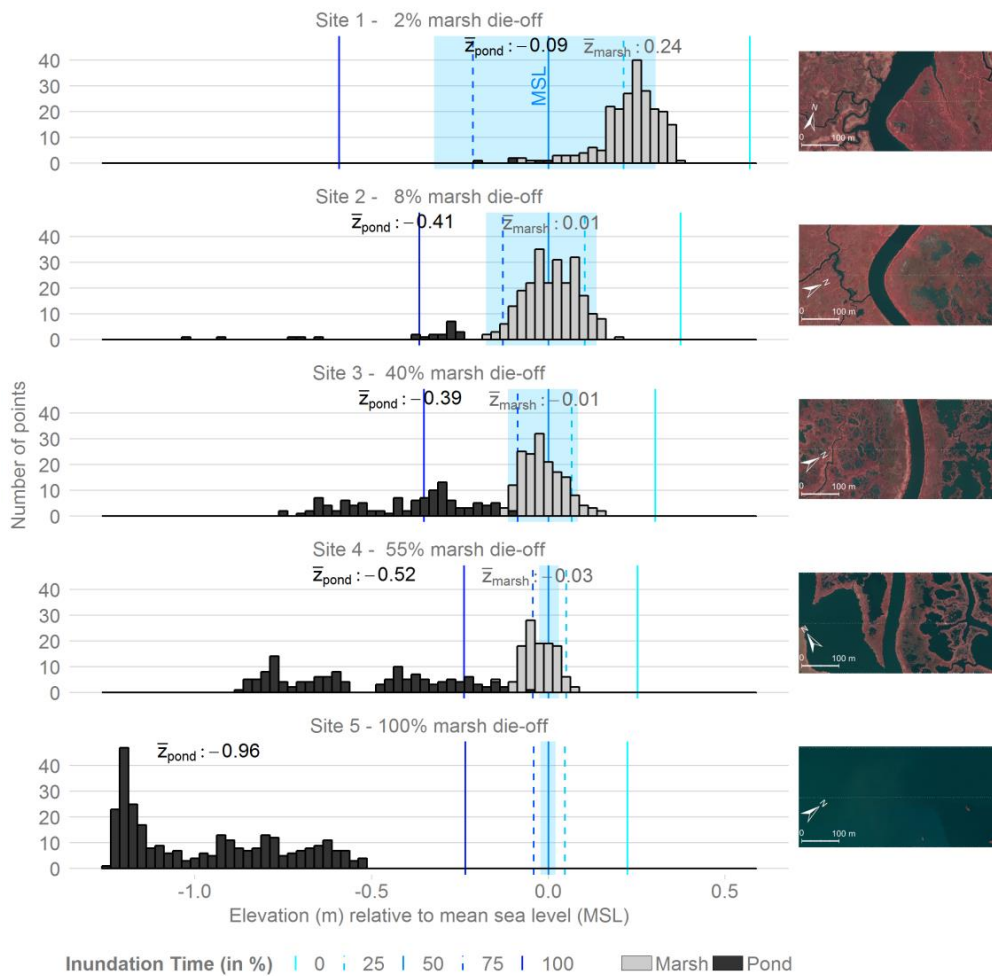 Site 1 - 2% marsh die-off
z̅pond : −0.09
z̅marsh : 0.24
MSL
40
30
20
10
0
N
0
100 m
Site 2 - 8% marsh die-off
z̅pond : −0.41
z̅marsh : 0.01
40
30
20
10
0
N
0
100 m
Site 3 - 40% marsh die-off
z̅pond : −0.39
z̅marsh : −0.01
40
30
20
10
0
N
0
100 m
Number of points
Site 4 - 55% marsh die-off
z̅pond : −0.52
z̅marsh : −0.03
40
30
20
10
0
N
0
100 m
Site 5 - 100% marsh die-off
z̅pond : −0.96
40
30
20
10
0
N
0
100 m
-1.0 -0.5 0.0 0.5
Elevation (m) relative to mean sea level (MSL)
Inundation Time (in %) 0 25 50 75 100 Marsh Pond